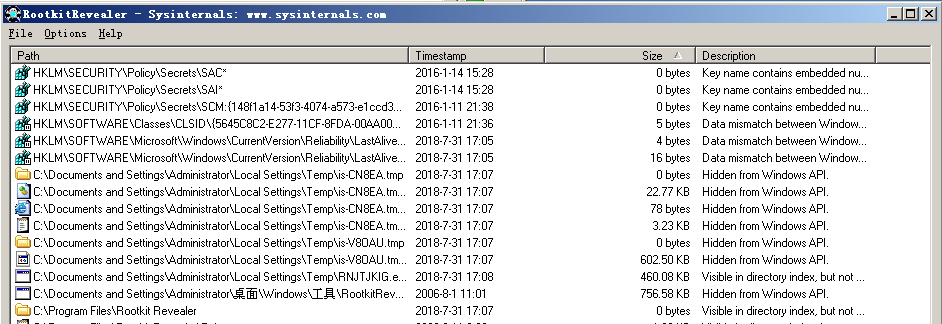 RootkitRevealer - Sysinternals: www.sysinternals.com
File Options Help
Path Timestamp Size Description
HKLM\SECURITY\Policy\Secrets\SAC* 2016-1-14 15:28 0 bytes Key name contains embedded nu...
HKLM\SECURITY\Policy\Secrets\SAI* 2016-1-14 15:28 0 bytes Key name contains embedded nu...
HKLM\SECURITY\Policy\Secrets\SCM:{148f1a14-53f3-4074-a573-e1ccd3... 2016-1-11 21:38 0 bytes Key name contains embedded nu...
HKLM\SOFTWARE\Classes\CLSID\{5645C8C2-E277-11CF-8FDA-00AA00... 2016-1-11 21:36 5 bytes Data mismatch between Window...
HKLM\SOFTWARE\Microsoft\Windows\CurrentVersion\Reliability\LastAlive... 2018-7-31 17:05 4 bytes Data mismatch between Window...
HKLM\SOFTWARE\Microsoft\Windows\CurrentVersion\Reliability\LastAlive... 2018-7-31 17:05 16 bytes Data mismatch between Window...
C:\Documents and Settings\Administrator\Local Settings\Temp\is-CN8EA.tmp 2018-7-31 17:07 0 bytes Hidden from Windows API.
C:\Documents and Settings\Administrator\Local Settings\Temp\is-CN8EA.tm... 2018-7-31 17:07 22.77 KB Hidden from Windows API.
C:\Documents and Settings\Administrator\Local Settings\Temp\is-CN8EA.tm... 2018-7-31 17:07 78 bytes Hidden from Windows API.
C:\Documents and Settings\Administrator\Local Settings\Temp\is-CN8EA.tm... 2018-7-31 17:07 3.23 KB Hidden from Windows API.
C:\Documents and Settings\Administrator\Local Settings\Temp\is-V8OAU.tmp 2018-7-31 17:07 0 bytes Hidden from Windows API.
C:\Documents and Settings\Administrator\Local Settings\Temp\is-V8OAU.tm... 2018-7-31 17:07 602.50 KB Hidden from Windows API.
C:\Documents and Settings\Administrator\Local Settings\Temp\RNJTJKIG.e... 2018-7-31 17:08 460.08 KB Visible in directory index, but not ...
C:\Documents and Settings\Administrator\桌面\Windows\工具\RootkitRev... 2006-8-1 11:01 756.58 KB Hidden from Windows API.
C:\Program Files\Rootkit Revealer 2018-7-31 17:07 0 bytes Visible in directory index, but not ...